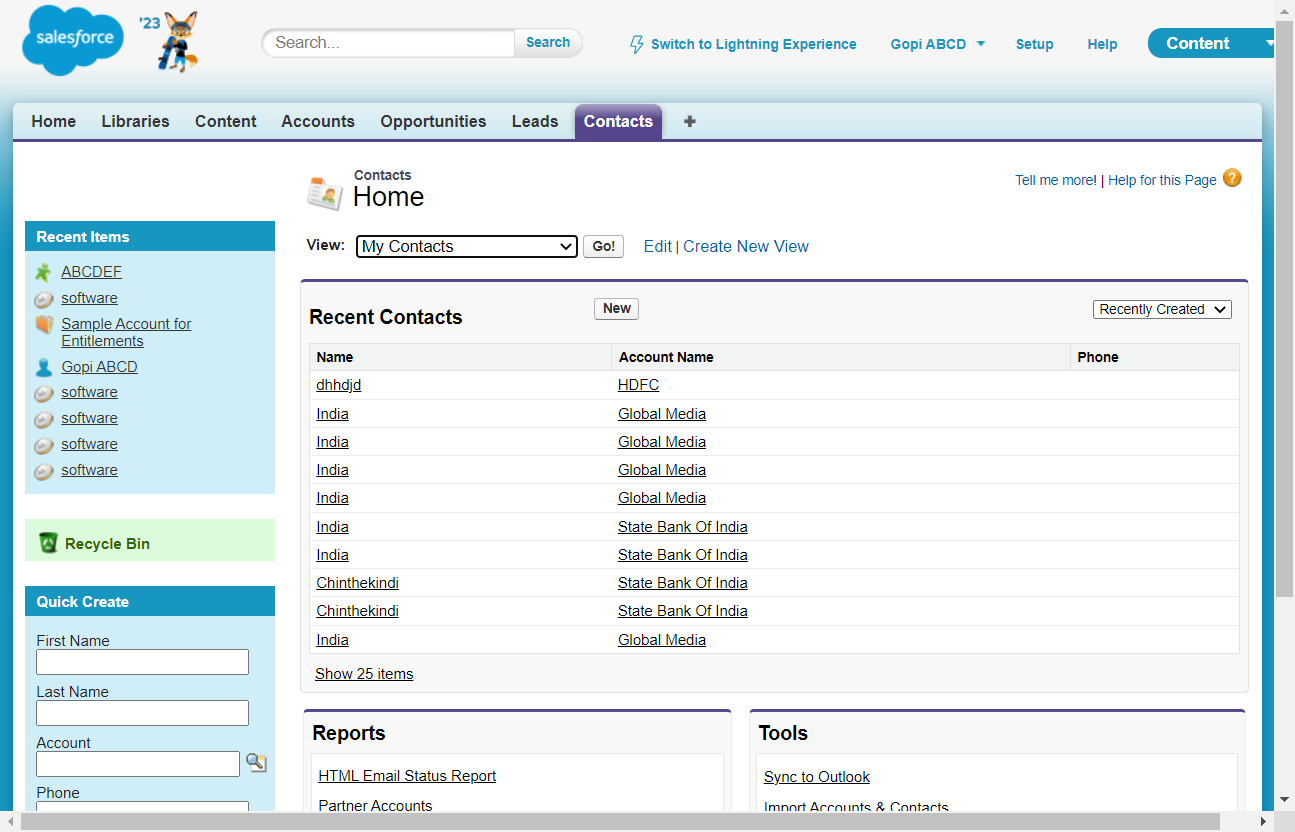 salesforce
'23
Search...
Search
Switch to Lightning Experience
Gopi ABCD
Setup
Help
Content
Home
Libraries
Content
Accounts
Opportunities
Leads
Contacts
+
Contacts
Home
Tell me more! | Help for this Page
?
View:
My Contacts
Go!
Edit | Create New View
Recent Items
ABCDEF
software
Sample Account for
Entitlements
Gopi ABCD
software
software
software
software
Recycle Bin
Quick Create
First Name
Last Name
Account
Phone
Recent Contacts
New
Recently Created
Name Account Name Phone
dhhdjd HDFC
India Global Media
India Global Media
India Global Media
India Global Media
India State Bank Of India
India State Bank Of India
Chinthekindi State Bank Of India
Chinthekindi State Bank Of India
India Global Media
Show 25 items
Reports
HTML Email Status Report
Partner Accounts
Tools
Sync to Outlook
Import Accounts & Contacts